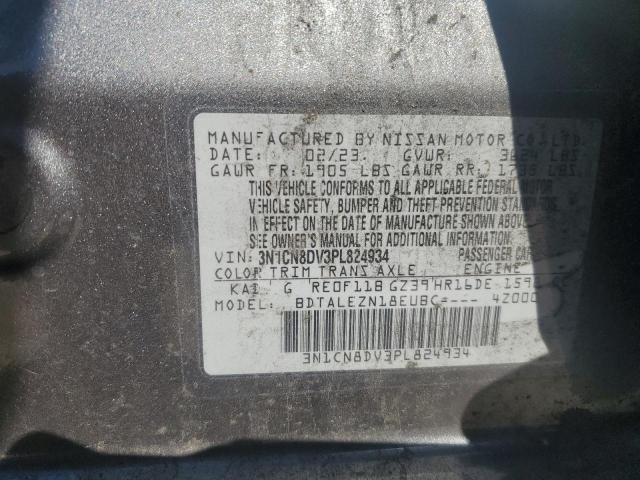 MANUFACTURED BY NISSAN MOTOR CO.,LTD.
DATE: 02/23 GVWR: 3624 LBS
GAWR FR: 1905 LBS GAWR RR: 1735 LBS
THIS VEHICLE CONFORMS TO ALL APPLICABLE FEDERAL MOTOR
VEHICLE SAFETY, BUMPER AND THEFT PREVENTION STANDARDS
IN EFFECT ON THE DATE OF MANUFACTURE SHOWN ABOVE.
SEE OWNER'S MANUAL FOR ADDITIONAL INFORMATION.
VIN: 3N1CN8DV3PL824934 PASSENGER CAR
COLOR TRIM TRANS AXLE ENGINE
KAD G RE0F11B GZ39 HR16DE 159
MODEL: BDTALEZN18EUBC---- 4Z000
3N1CN8DV3PL824934